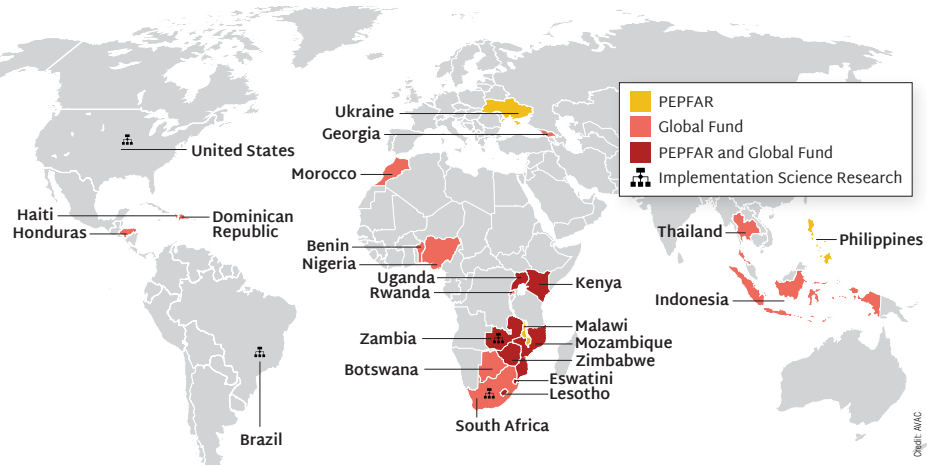 PEPFAR
Global Fund
PEPFAR and Global Fund
Implementation Science Research
Ukraine
Georgia
United States
Morocco
Haiti
Dominican
Republic
Honduras
Benin
Nigeria
Uganda
Rwanda
Kenya
Thailand
Philippines
Indonesia
Zambia
Malawi
Mozambique
Zimbabwe
Botswana
Eswatini
Lesotho
South Africa
Brazil
Credit: AVAC